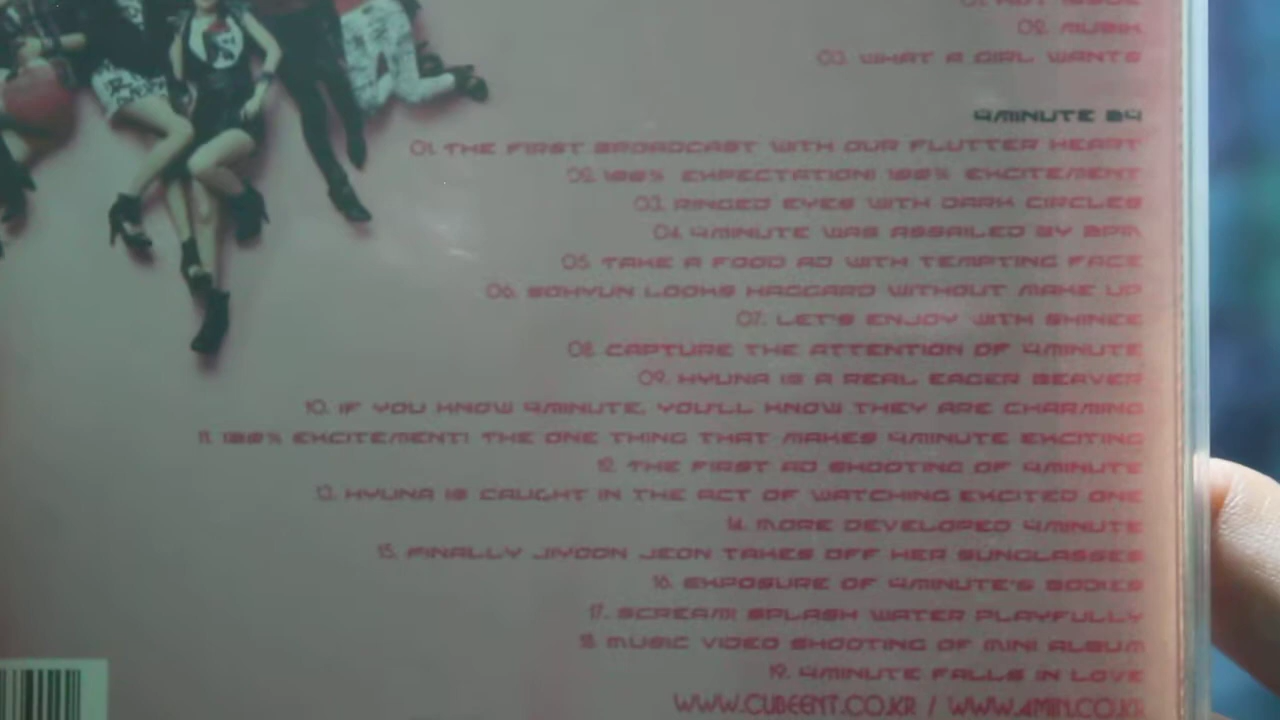 01. HOT ISSUE
02. MUZIK
03. WHAT A GIRL WANTS
4MINUTE 24
01. THE FIRST BROADCAST WITH OUR FLUTTER HEART
02. 100% EXPECTATION! 100% EXCITEMENT
03. RINGED EYES WITH DARK CIRCLES
04. 4MINUTE WAS ASSAILED BY BPM
05. TAKE A FOOD AD WITH TEMPTING FACE
06. SOHYUN LOOKS HAGGARD WITHOUT MAKE UP
07. LET'S ENJOY WITH SHINEE
08. CAPTURE THE ATTENTION OF 4MINUTE
09. HYUNA IS A REAL EAGER BEAVER
10. IF YOU KNOW 4MINUTE, YOU'LL KNOW THEY ARE CHARMING
11. 100% EXCITEMENT! THE ONE THING THAT MAKES 4MINUTE EXCITING
12. THE FIRST AD SHOOTING OF 4MINUTE
13. HYUNA IS CAUGHT IN THE ACT OF WATCHING EXCITED ONE
14. MORE DEVELOPED 4MINUTE
15. FINALLY JIYOON JEON TAKES OFF HER SUNGLASSES
16. EXPOSURE OF 4MINUTE'S BODIES
17. SCREAM! SPLASH WATER PLAYFULLY
18. MUSIC VIDEO SHOOTING OF MINI ALBUM
19. 4MINUTE FALLS IN LOVE
WWW.CUBEENT.CO.KR / WWW.4MIN.CO.KR